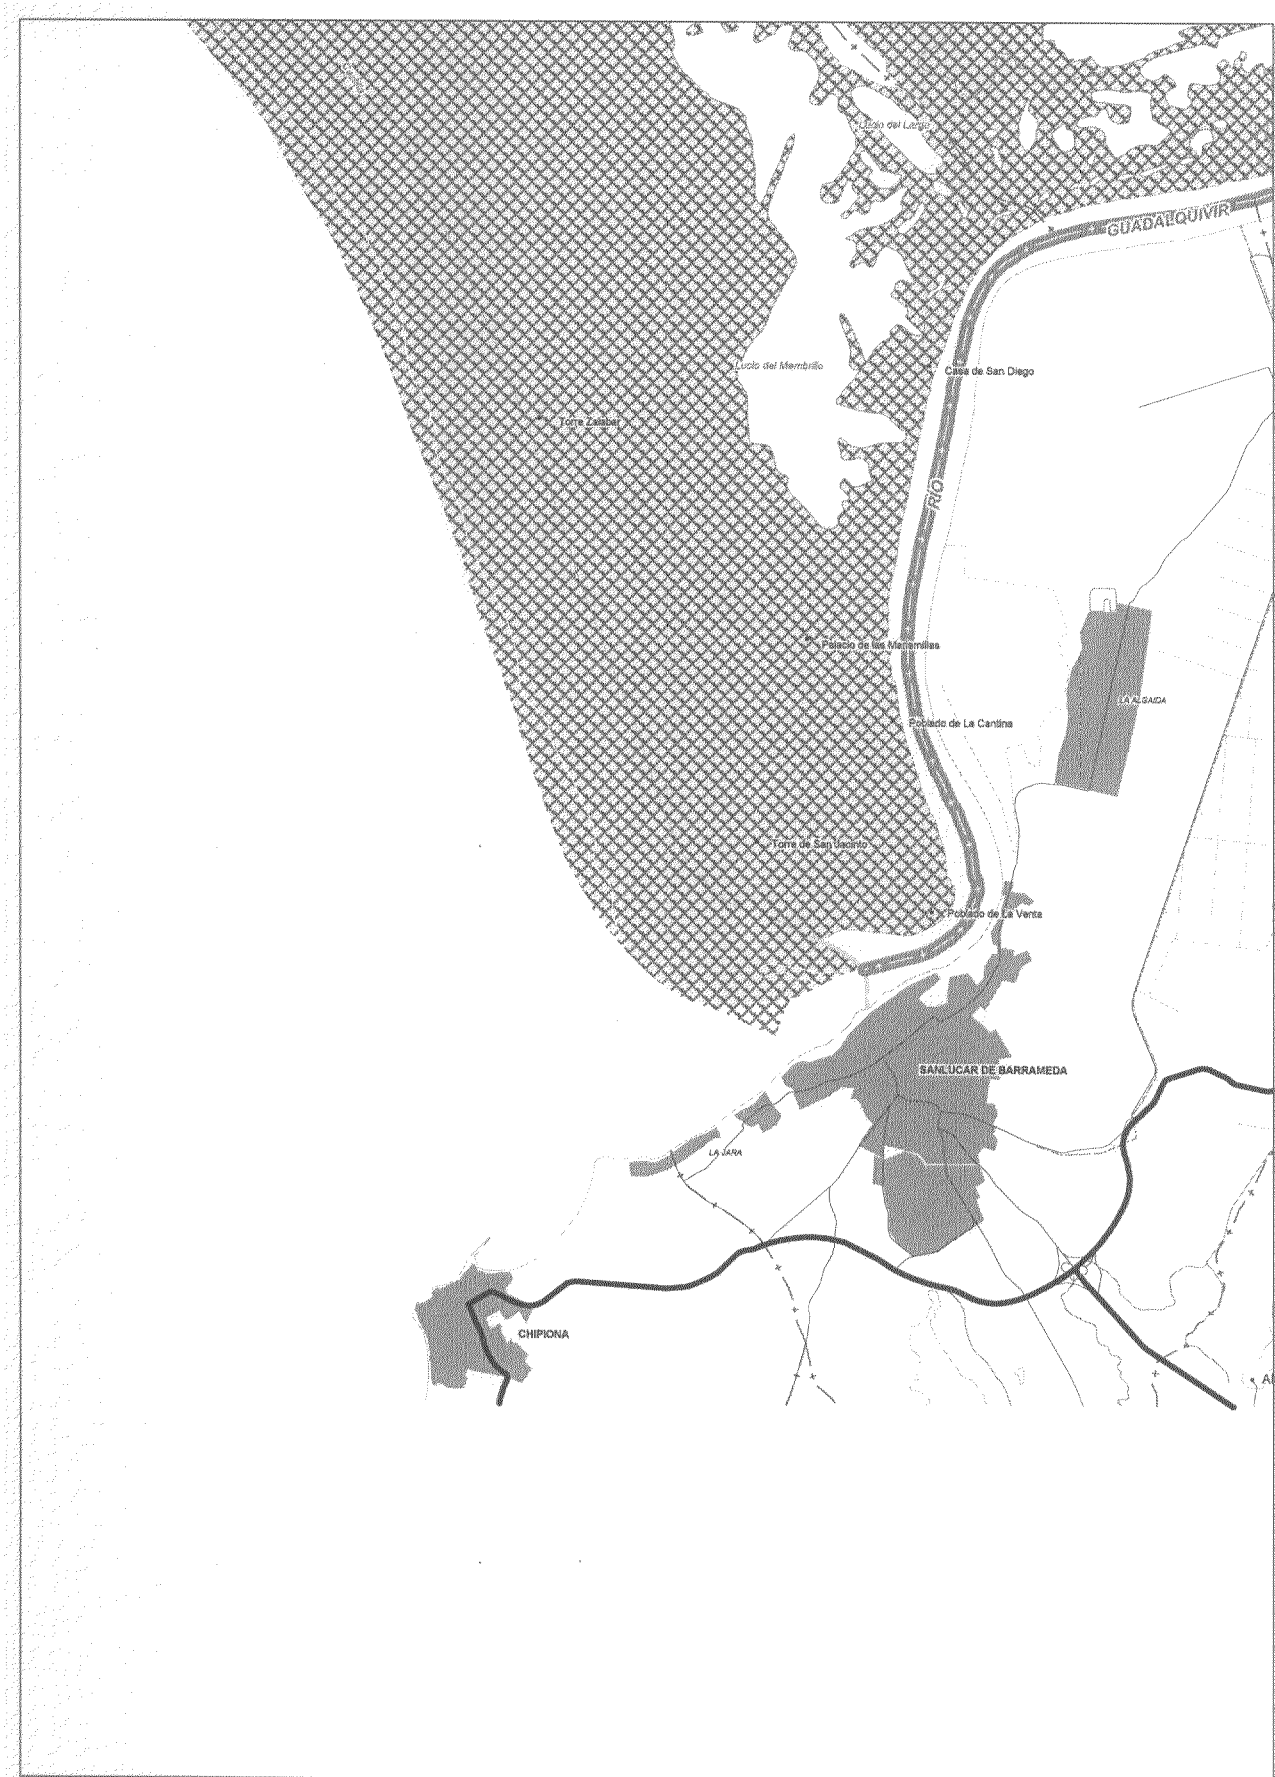 Lucio del Largo
GUADALQUIVIR
Lucio del Membrillo
Casa de San Diego
Torre Zalabar
RIO
Palacio de las Marismillas
LA ALGAIDA
Poblado de La Cantina
Torre de San Jacinto
Poblado de La Venta
SANLUCAR DE BARRAMEDA
LA JARA
CHIPIONA